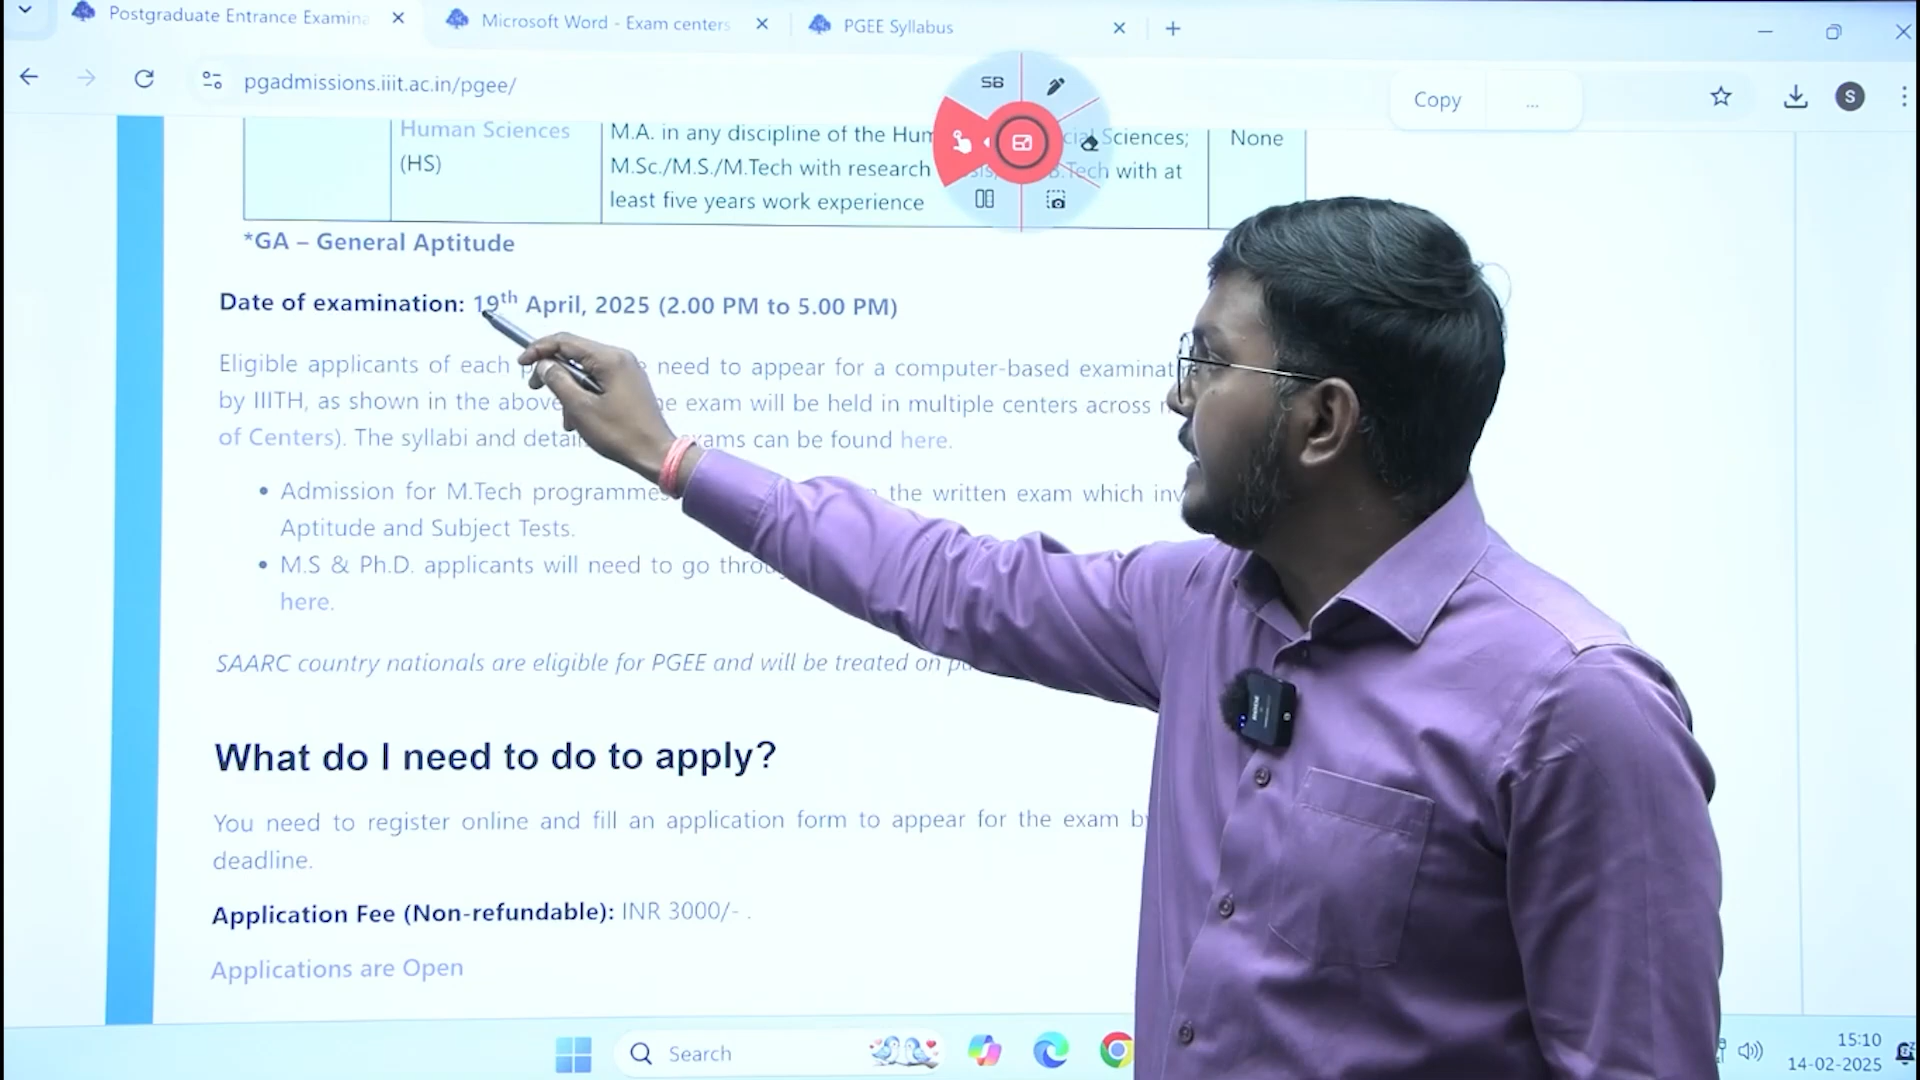 Postgraduate Entrance Examina
Microsoft Word - Exam centers
PGEE Syllabus
pgadmissions.iiit.ac.in/pgee/
Copy
...
S
SB
Human Sciences
(HS)
M.A. in any discipline of the Hum cial Sciences;
M.Sc./M.S./M.Tech with research sis, B.Tech with at
least five years work experience
None
*GA – General Aptitude
Date of examination: 19th April, 2025 (2.00 PM to 5.00 PM)
Eligible applicants of each need to appear for a computer-based examinat
by IIITH, as shown in the above exam will be held in multiple centers across
of Centers). The syllabi and detai exams can be found here.
• Admission for M.Tech programmes the written exam which inv
Aptitude and Subject Tests.
• M.S & Ph.D. applicants will need to go throu
here.
SAARC country nationals are eligible for PGEE and will be treated on
What do I need to do to apply?
You need to register online and fill an application form to appear for the exam b
deadline.
Application Fee (Non-refundable): INR 3000/- .
Applications are Open
Search
15:10
14-02-2025